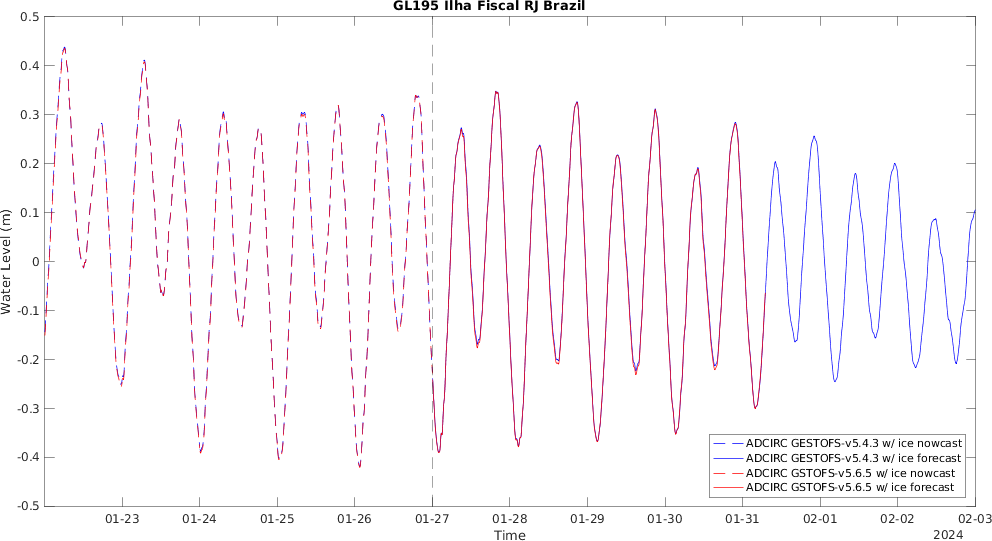 GL195 Ilha Fiscal RJ Brazil
0.5
0.4
0.3
0.2
0.1
0
-0.1
-0.2
-0.3
-0.4
-0.5
Water Level (m)
ADCIRC GESTOFS-v5.4.3 w/ ice nowcast
ADCIRC GESTOFS-v5.4.3 w/ ice forecast
ADCIRC GSTOFS-v5.6.5 w/ ice nowcast
ADCIRC GSTOFS-v5.6.5 w/ ice forecast
01-23 01-24 01-25 01-26 01-27 01-28 01-29 01-30 01-31 02-01 02-02 02-03
Time
2024